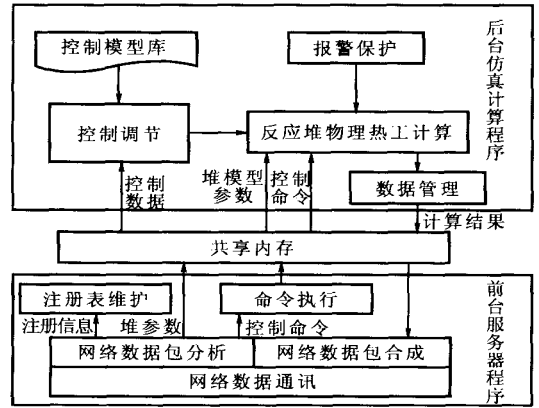 控制模型库
报警保护
后台仿真计算程序
控制调节
反应堆物理热工计算
控制
数据
堆模型
参数
控制
命令
数据管理
计算结果
共享内存
注册表维护
命令执行
前台服务器程序
注册信息
堆参数
控制命令
网络数据包分析
网络数据包合成
网络数据通讯